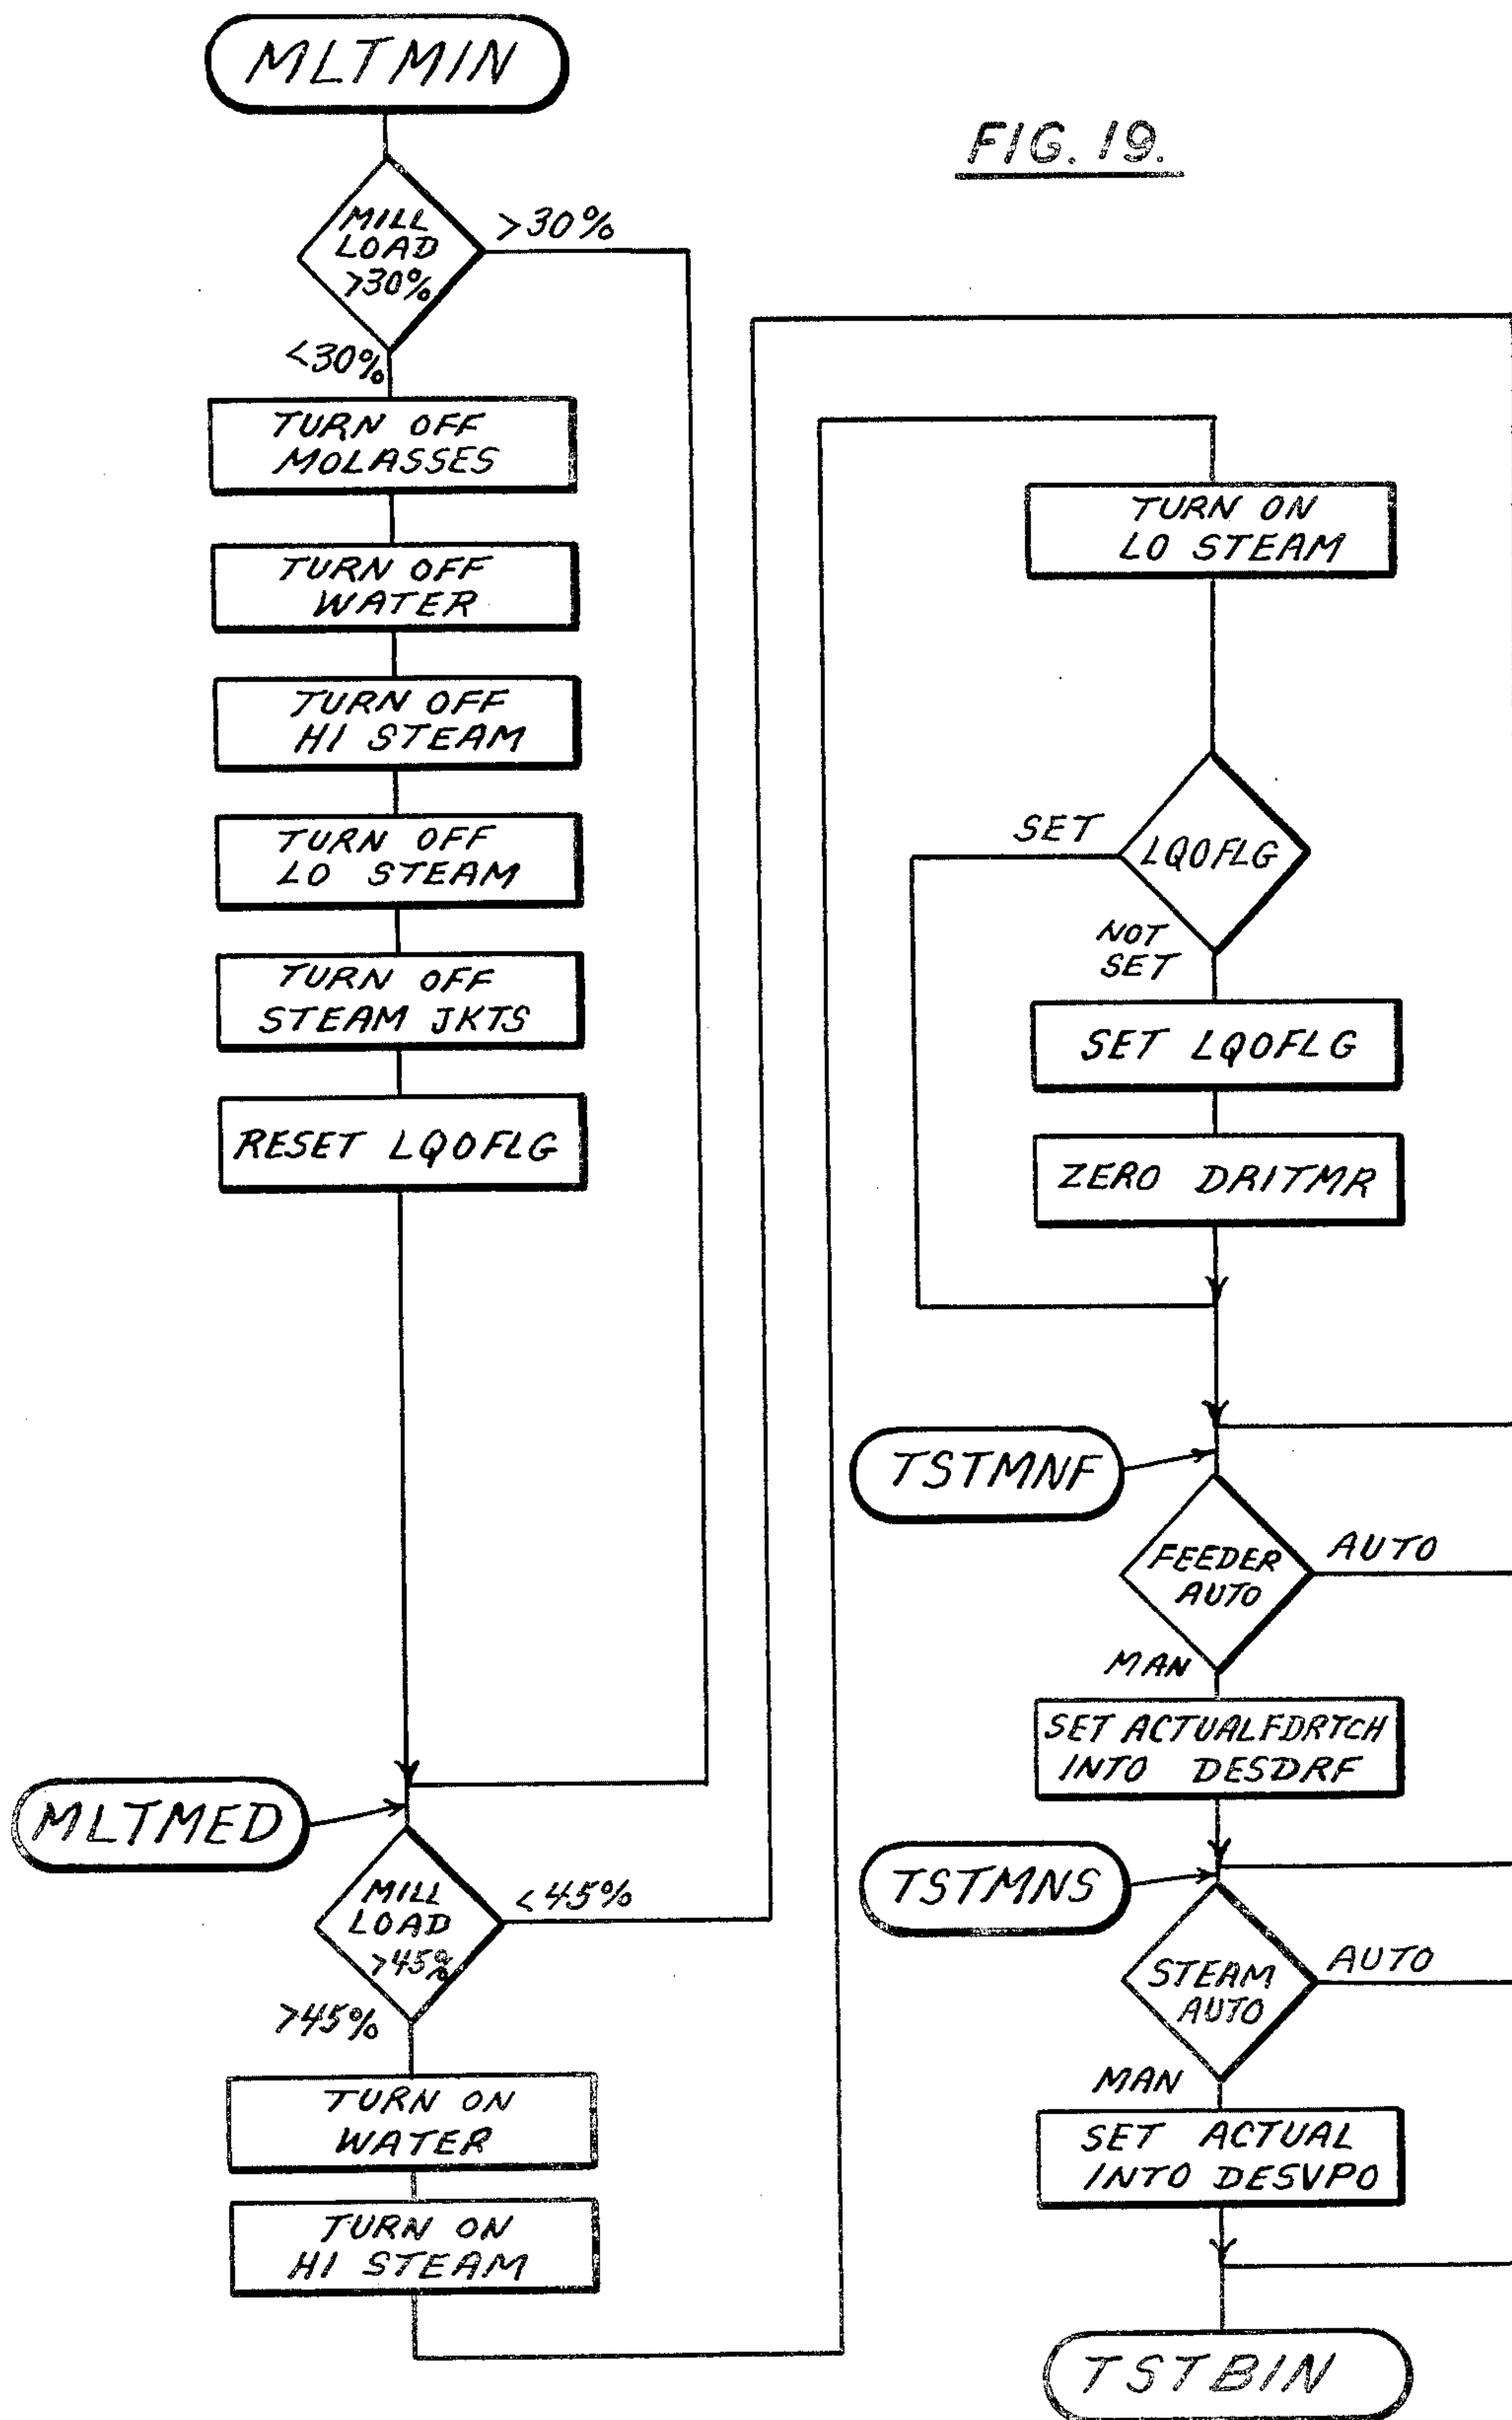 MLTMIN
FIG. 19.
MILL
LOAD
>30%
>30%
<30%
TURN OFF
MOLASSES
TURN OFF
WATER
TURN OFF
HI STEAM
TURN OFF
LO STEAM
TURN OFF
STEAM JKTS
RESET LQOFLG
MLTMED
MILL
LOAD
>45%
<45%
>45%
TURN ON
WATER
TURN ON
HI STEAM
TURN ON
LO STEAM
LQOFLG
SET
NOT
SET
SET LQOFLG
ZERO DRITMR
TSTMNF
FEEDER
AUTO
AUTO
MAN
SET ACTUALFDRTCH
INTO DESDRF
TSTMNS
STEAM
AUTO
AUTO
MAN
SET ACTUAL
INTO DESVPO
TSTBIN